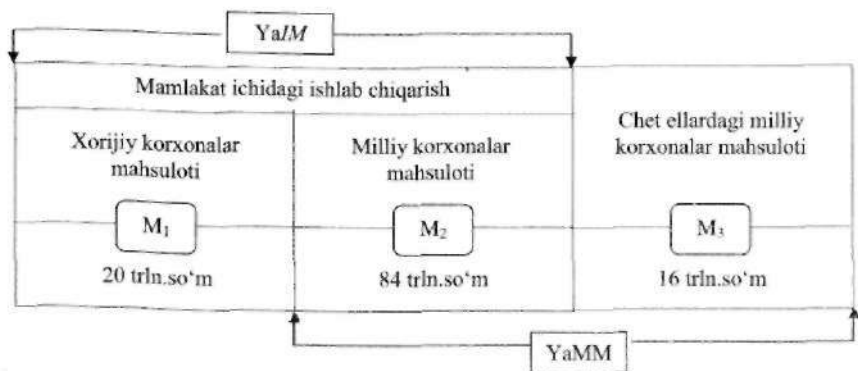 YaIM
Mamlakat ichidagi ishlab chiqarish
Xorijiy korxonalar
mahsuloti
Milliy korxonalar
mahsuloti
Chet ellardagi milliy
korxonalar mahsuloti
M₁
M₂
M₃
20 trln.so‘m
84 trln.so‘m
16 trln.so‘m
YaMM